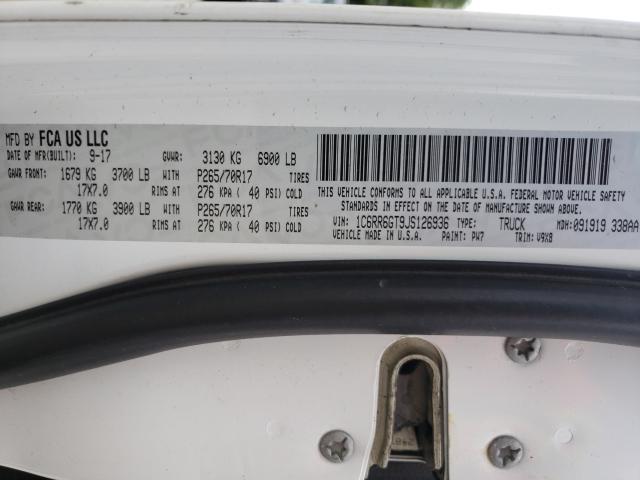 MFD BY FCA US LLC
DATE OF MFR(BUILT): 9-17 GVWR: 3130 KG 6900 LB
GAWR FRONT: 1679 KG 3700 LB WITH P265/70R17 TIRES
17X7.0 RIMS AT 276 KPA ( 40 PSI) COLD
GAWR REAR: 1770 KG 3900 LB WITH P265/70R17 TIRES
17X7.0 RIMS AT 276 KPA ( 40 PSI) COLD
THIS VEHICLE CONFORMS TO ALL APPLICABLE U.S.A. FEDERAL MOTOR VEHICLE SAFETY
STANDARDS IN EFFECT ON THE DATE OF MANUFACTURE SHOWN ABOVE.
VIN: 1C6RR6GT9JS126936 TYPE: TRUCK MDH:091919 338AA
VEHICLE MADE IN U.S.A. PAINT: PW7 TRIM: V9X8